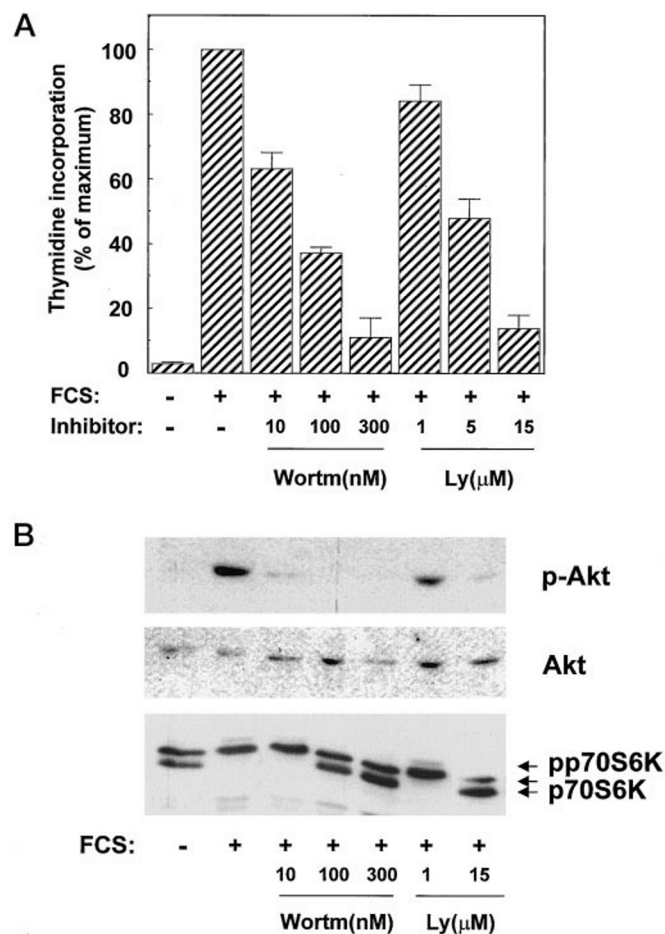 A
Thymidine incorporation
(% of maximum)
100
80
60
40
20
0
FCS: - + + + + + + +
Inhibitor: - - 10 100 300 1 5 15
Wortm(nM) Ly(μM)
B
p-Akt
Akt
pp70S6K
p70S6K
FCS: - + + + + + +
10 100 300 1 15
Wortm(nM) Ly(μM)